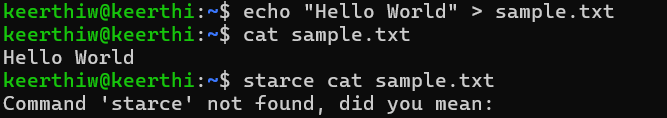 keerthiw@keerthi:~$ echo "Hello World" > sample.txt
keerthiw@keerthi:~$ cat sample.txt
Hello World
keerthiw@keerthi:~$ starce cat sample.txt
Command 'starce' not found, did you mean: